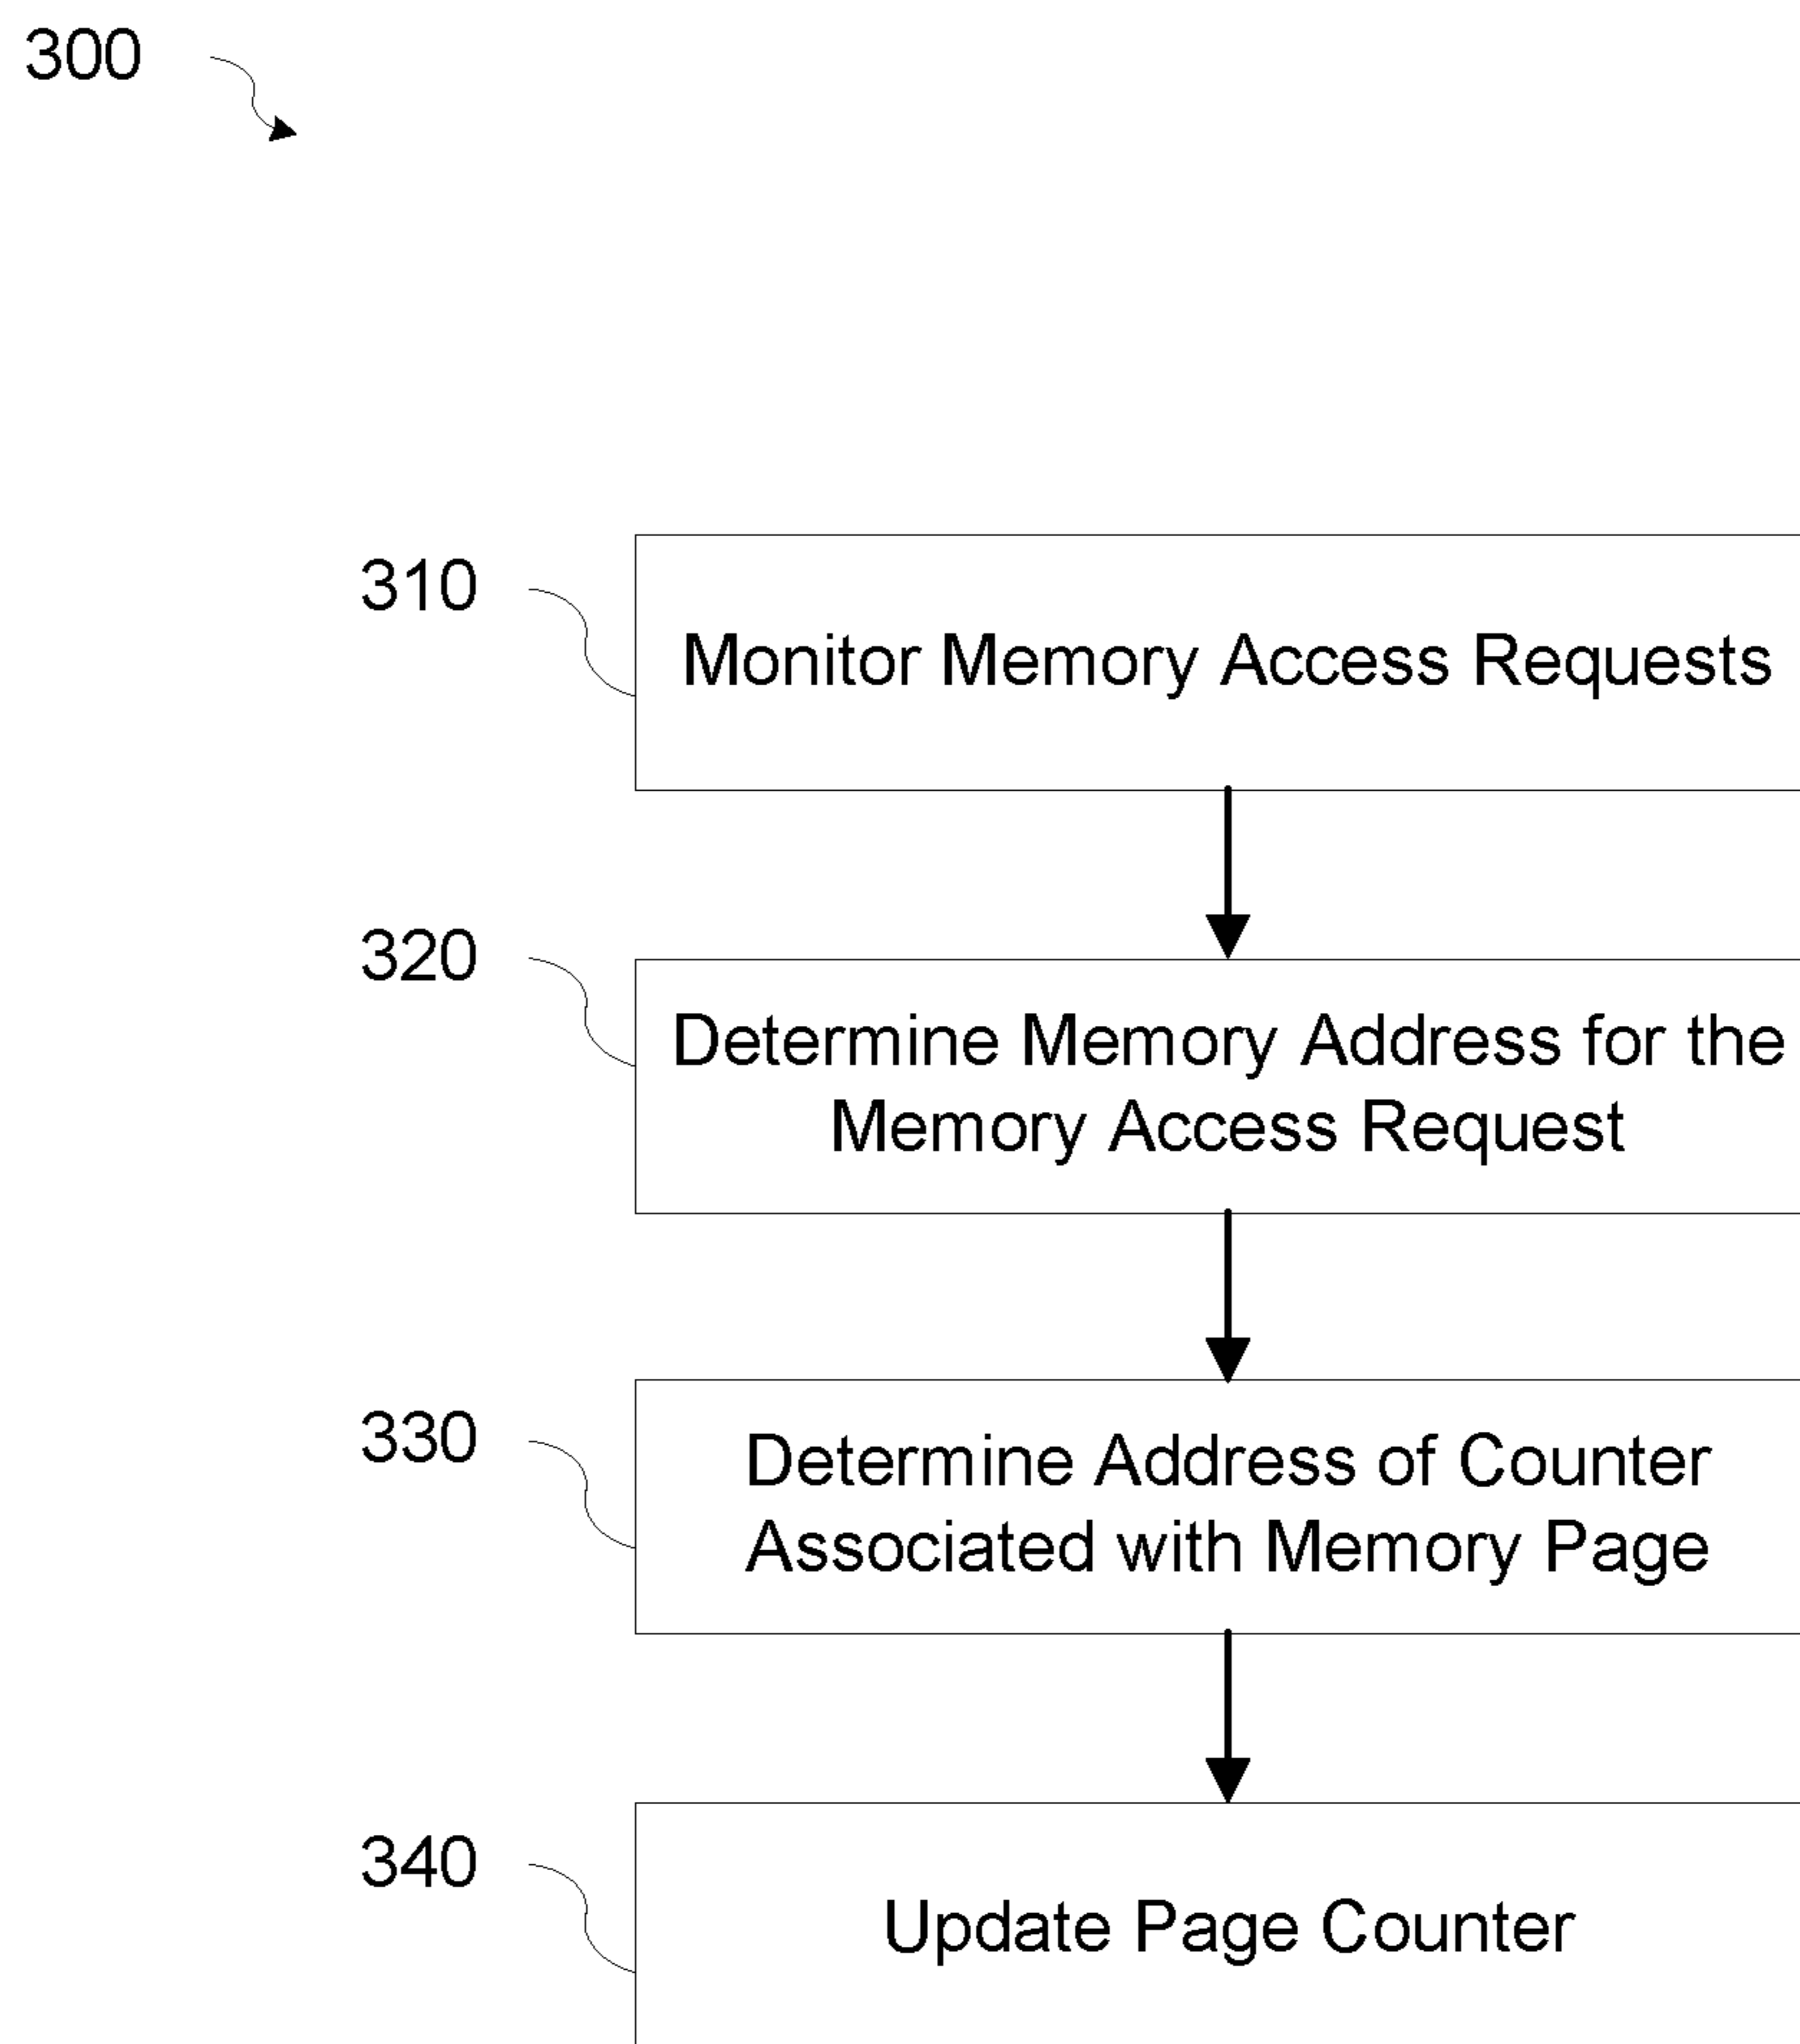 300
310
Monitor Memory Access Requests
320
Determine Memory Address for the
Memory Access Request
330
Determine Address of Counter
Associated with Memory Page
340
Update Page Counter